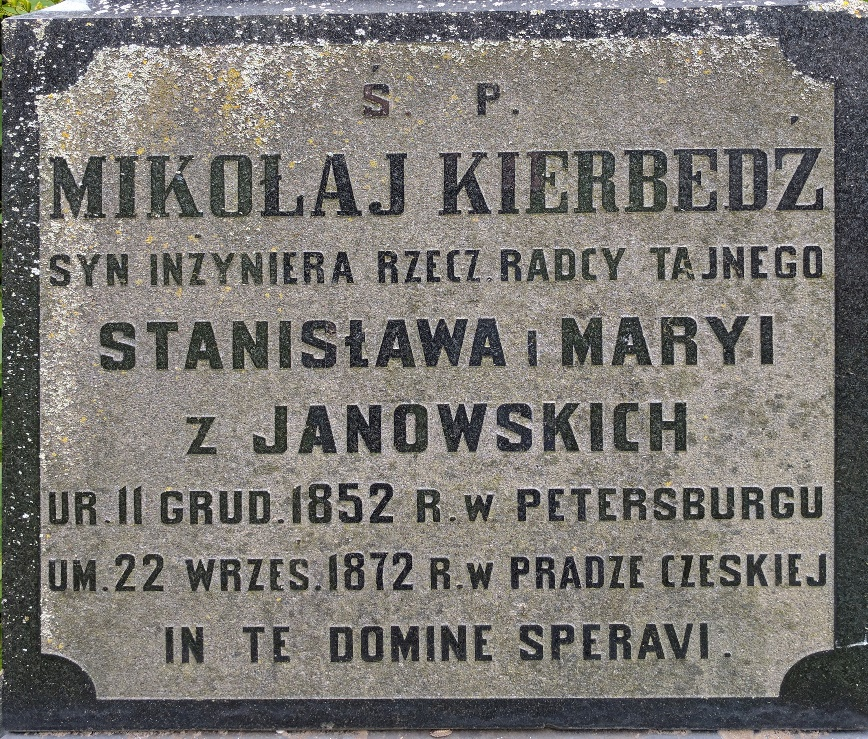 Ś. P.
MIKOŁAJ KIERBEDŹ
SYN INZYNIERA RZECZ. RADCY TAJNEGO
STANISŁAWA I MARYI
Z JANOWSKICH
UR. 11 GRUD. 1852 R. W PETERSBURGU
UM. 22 WRZES. 1872 R. W PRADZE CZESKIEJ
IN TE DOMINE SPERAVI.